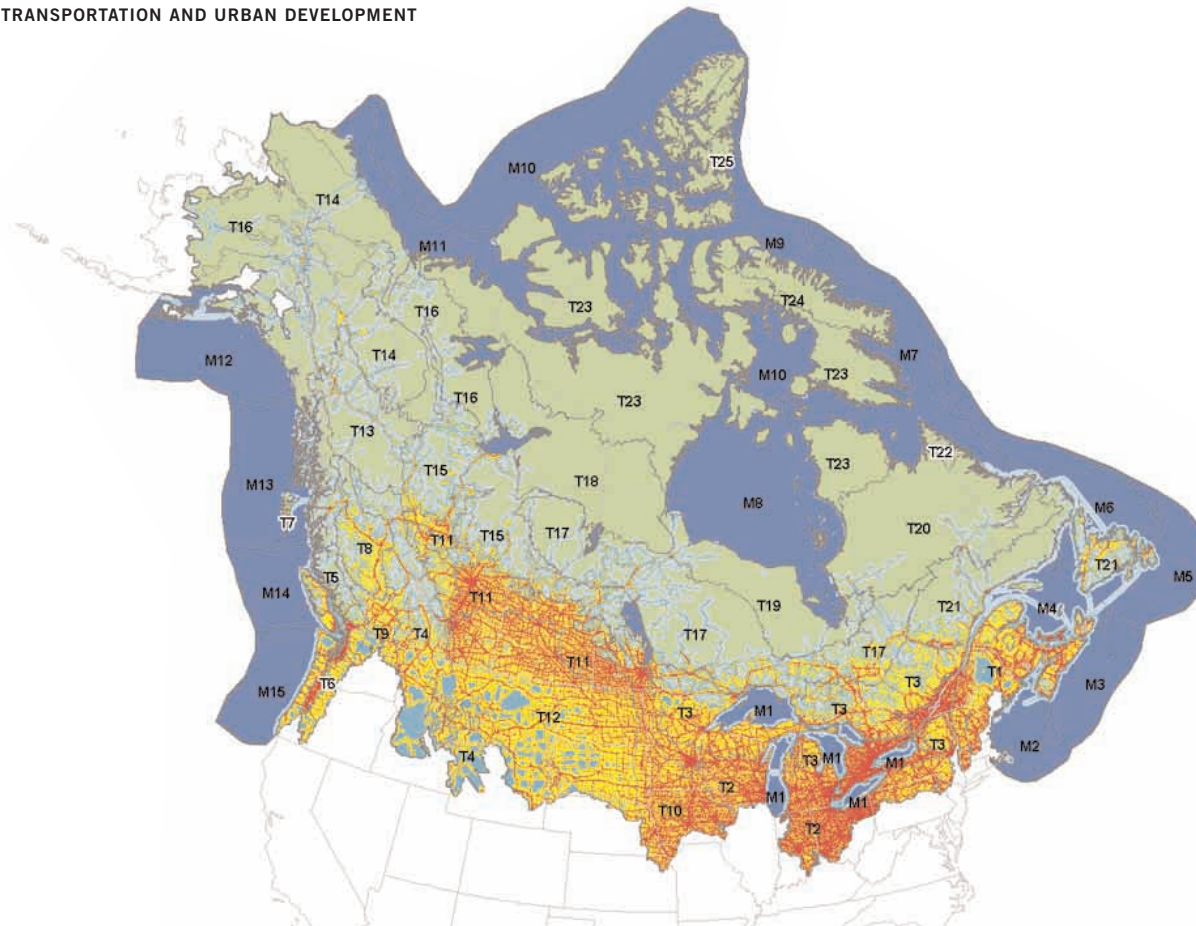 TRANSPORTATION AND URBAN DEVELOPMENT
M10
T25
T14
T16
M11
M9
T24
T23
T16
M12
T14
M7
M10
T23
T16
T23
T13
T22
T23
T15
M13
T18
M8
M6
T7
T20
T8
T11
T15
T17
T21
M5
T5
M14
T11
T19
T21
M4
T9
T4
T17
T17
T11
T1
T6
M15
T3
M3
T12
T3
M1
T3
T3
M2
T4
T3
M1
M1
T2
M1
M1
T10
T2